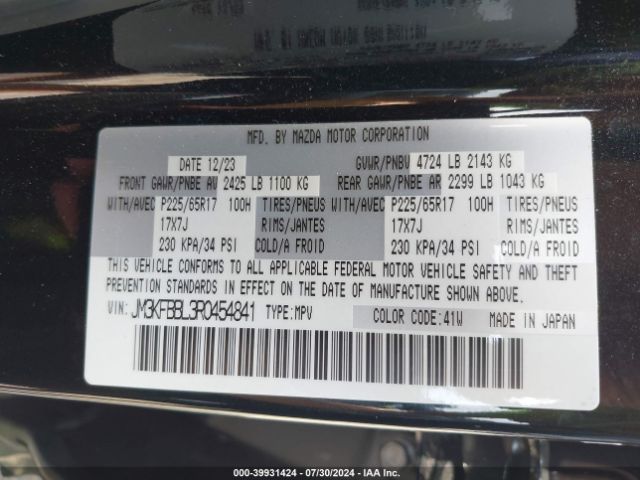 MFD. BY MAZDA MOTOR CORPORATION
DATE 12/23 GVWR/PNBV 4724 LB 2143 KG
FRONT GAWR/PNBE AV 2425 LB 1100 KG REAR GAWR/PNBE AR 2299 LB 1043 KG
WITH/AVEC P225/65R17 100H TIRES/PNEUS WITH/AVEC P225/65R17 100H TIRES/PNEUS
17X7J RIMS/JANTES 17X7J RIMS/JANTES
230 KPA/34 PSI COLD/A FROID 230 KPA/34 PSI COLD/A FROID
THIS VEHICLE CONFORMS TO ALL APPLICABLE FEDERAL MOTOR VEHICLE SAFETY AND THEFT
PREVENTION STANDARDS IN EFFECT ON THE DATE OF MANUFACTURE SHOWN ABOVE.
VIN: JM3KFBBL3R0454841 TYPE:MPV COLOR CODE:41W MADE IN JAPAN
000-39931424 / 07/30/2024 - IAA Inc.